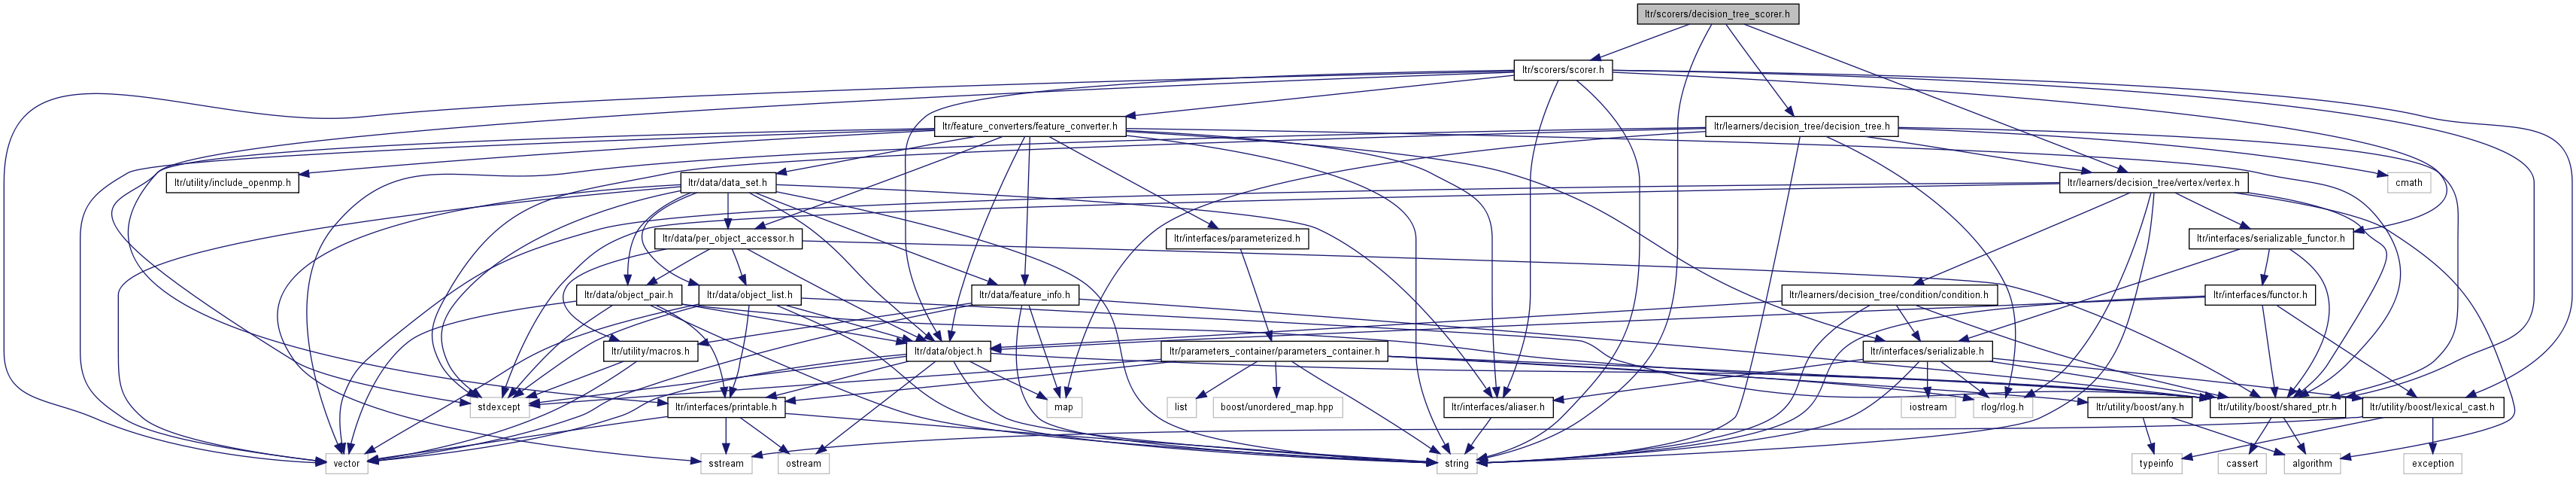 ltr/scorers/decision_tree_scorer.h
ltr/scorers/scorer.h
ltr/feature_converters/feature_converter.h
ltr/learners/decision_tree/decision_tree.h
ltr/utility/include_openmp.h
ltr/data/data_set.h
ltr/learners/decision_tree/vertex/vertex.h
cmath
ltr/data/per_object_accessor.h
ltr/interfaces/parameterized.h
ltr/interfaces/serializable_functor.h
ltr/data/object_pair.h
ltr/data/object_list.h
ltr/data/feature_info.h
ltr/learners/decision_tree/condition/condition.h
ltr/interfaces/functor.h
ltr/utility/macros.h
ltr/data/object.h
ltr/parameters_container/parameters_container.h
ltr/interfaces/serializable.h
stdexcept
ltr/interfaces/printable.h
map
list
boost/unordered_map.hpp
ltr/interfaces/aliaser.h
iostream
rlog/rlog.h
ltr/utility/boost/any.h
ltr/utility/boost/shared_ptr.h
ltr/utility/boost/lexical_cast.h
vector
sstream
ostream
string
typeinfo
cassert
algorithm
exception